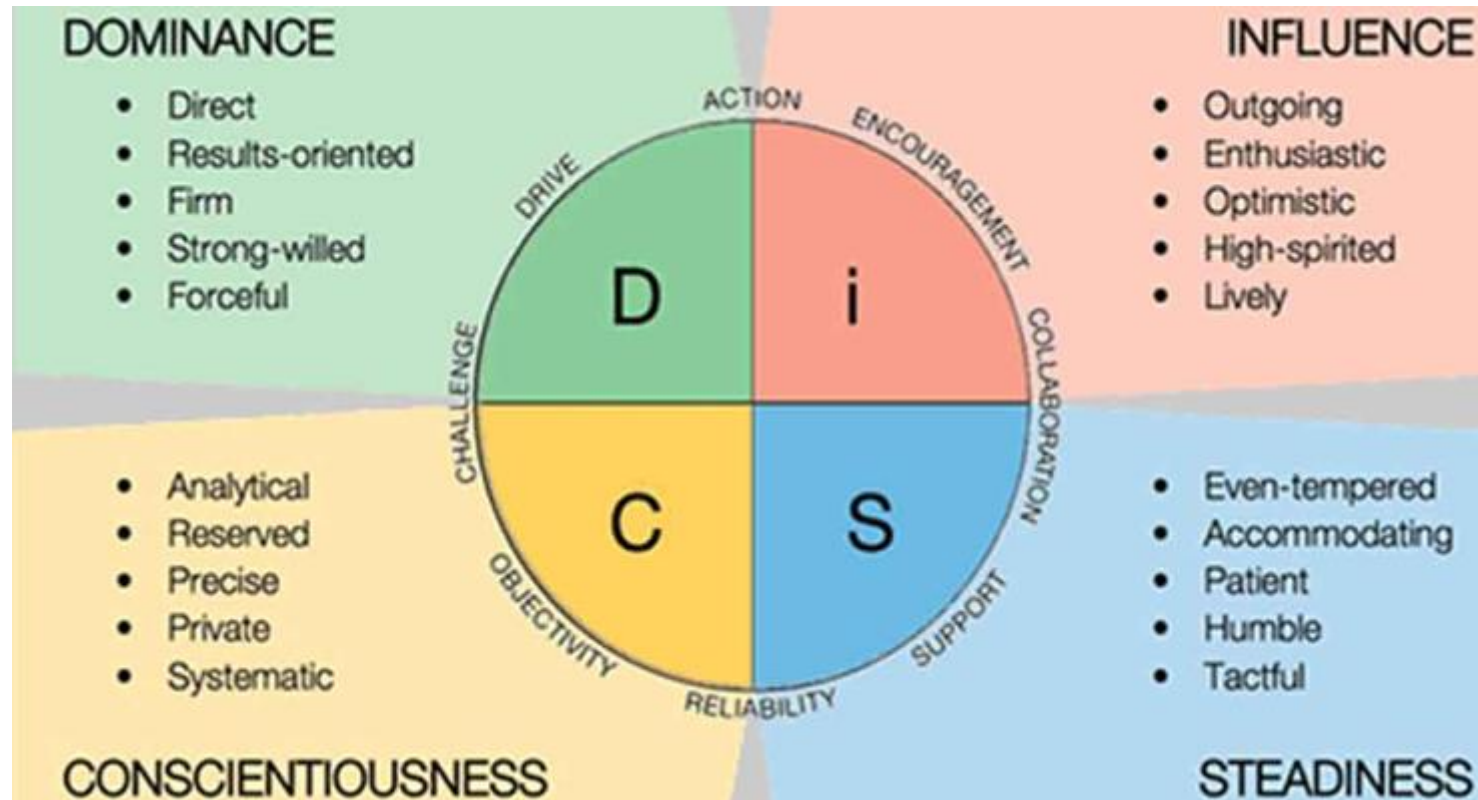 DOMINANCE
• Direct
• Results-oriented
• Firm
• Strong-willed
• Forceful
INFLUENCE
• Outgoing
• Enthusiastic
• Optimistic
• High-spirited
• Lively
ACTION
ENCOURAGEMENT
COLLABORATION
SUPPORT
RELIABILITY
OBJECTIVITY
CHALLENGE
DRIVE
D
i
C
S
• Analytical
• Reserved
• Precise
• Private
• Systematic
CONSCIENTIOUSNESS
• Even-tempered
• Accommodating
• Patient
• Humble
• Tactful
STEADINESS